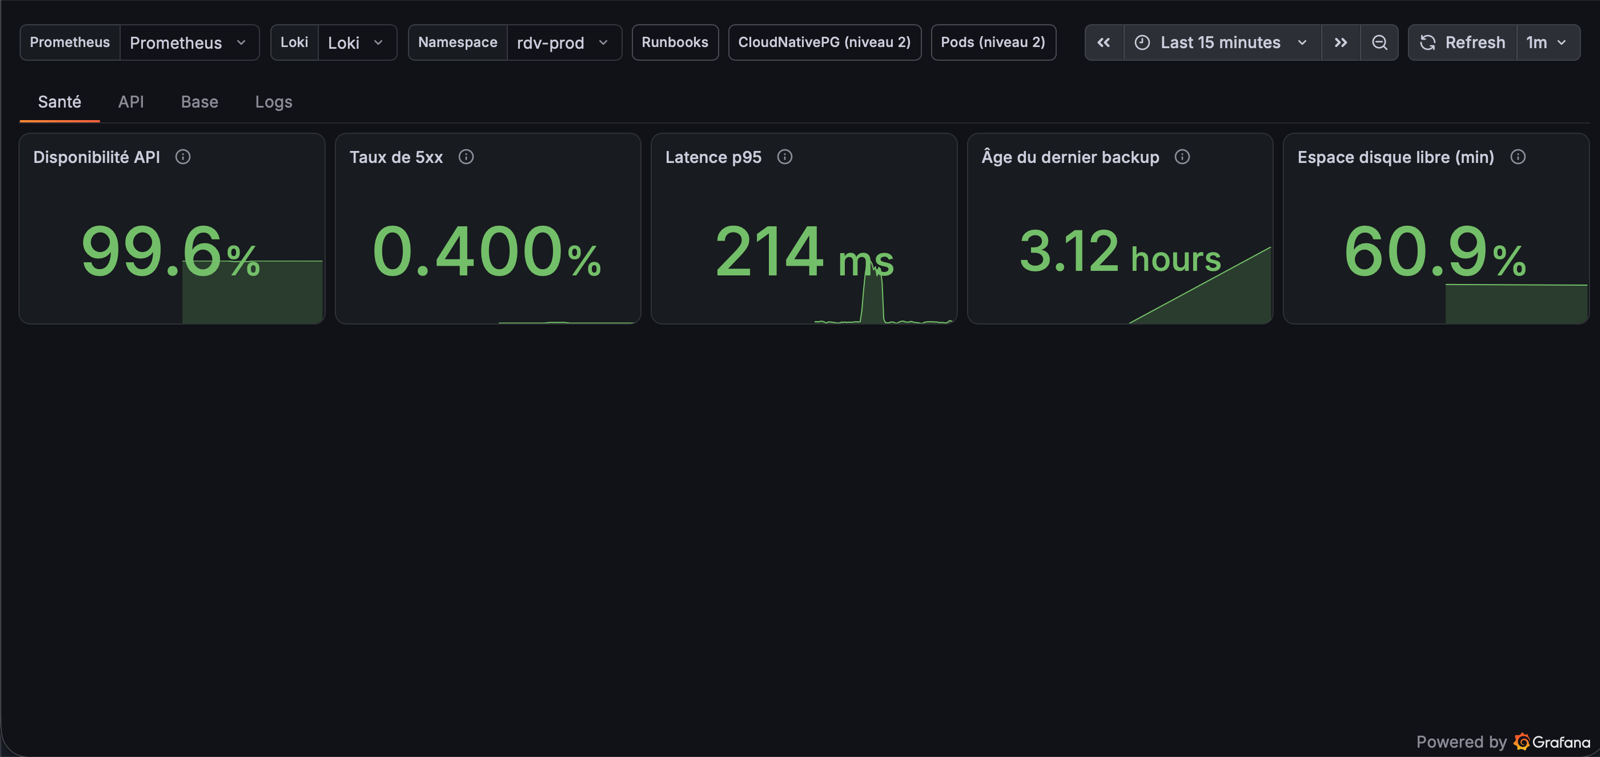 Prometheus Prometheus Loki Loki Namespace rdv-prod Runbooks CloudNativePG (niveau 2) Pods (niveau 2) Last 15 minutes Refresh 1m
Santé API Base Logs
Disponibilité API
99.6%
Taux de 5xx
0.400%
Latence p95
214 ms
Âge du dernier backup
3.12 hours
Espace disque libre (min)
60.9%
Powered by Grafana